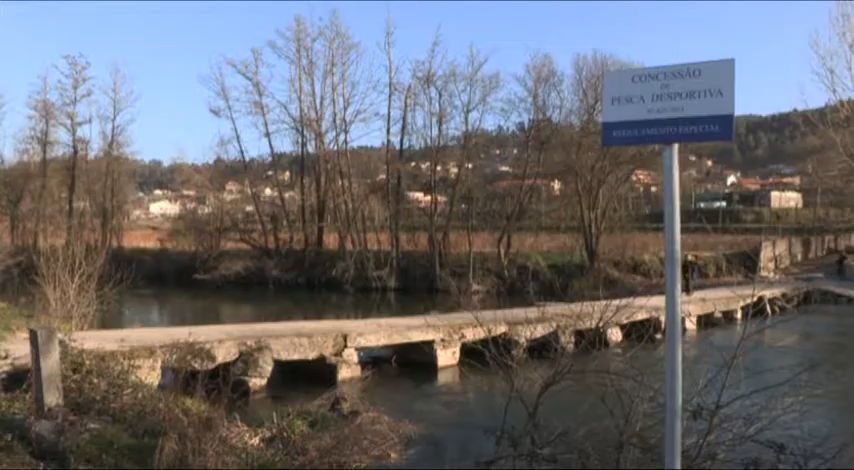 CONCESSÃO
DE
PESCA DESPORTIVA
REGULAMENTO ESPECIAL